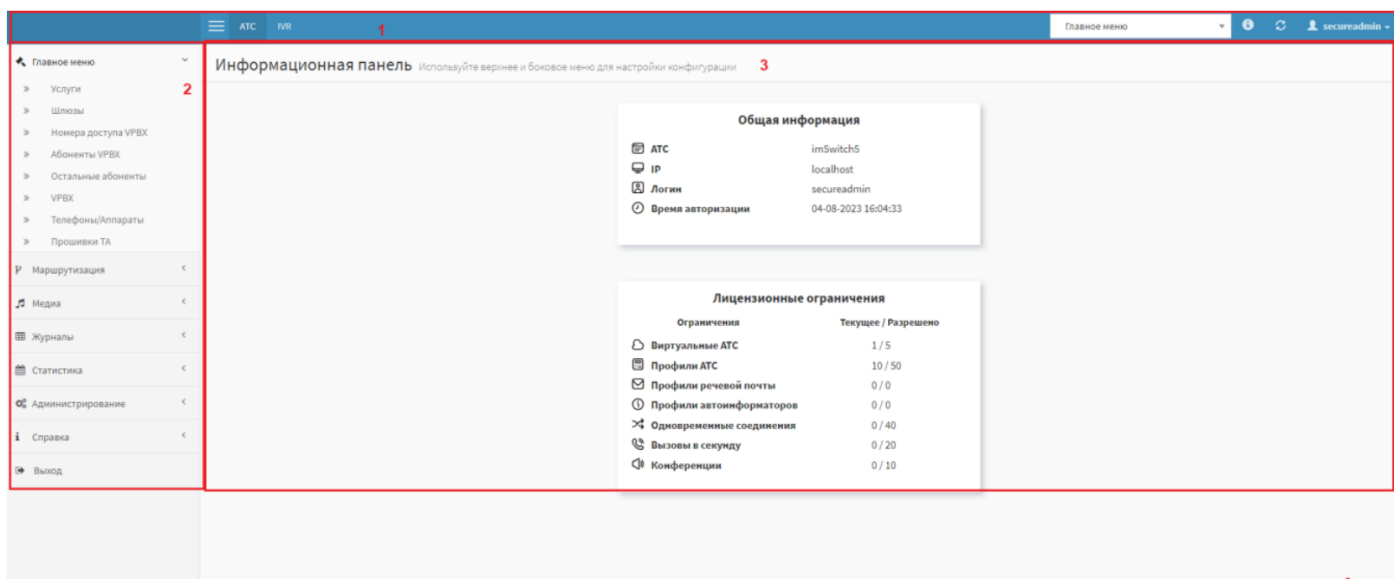 АТС IVR 1 Главное меню secureadmin
Главное меню
Услуги 2
Шлюзы
Номера доступа VPBX
Абоненты VPBX
Остальные абоненты
VPBX
Телефоны/Аппараты
Прошивки ТА
Маршрутизация
Медиа
Журналы
Статистика
Администрирование
Справка
Выход
Информационная панель Используйте верхнее и боковое меню для настройки конфигурации 3
Общая информация
АТС imSwitch5
IP localhost
Логин secureadmin
Время авторизации 04-08-2023 16:04:33
Лицензионные ограничения
Ограничения Текущее / Разрешено
Виртуальные АТС 1 / 5
Профили АТС 10 / 50
Профили речевой почты 0 / 0
Профили автоинформаторов 0 / 0
Одновременные соединения 0 / 40
Вызовы в секунду 0 / 20
Конференции 0 / 10